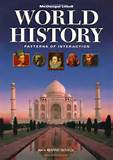 McDougal Littell
WORLD
HISTORY
PATTERNS OF INTERACTION